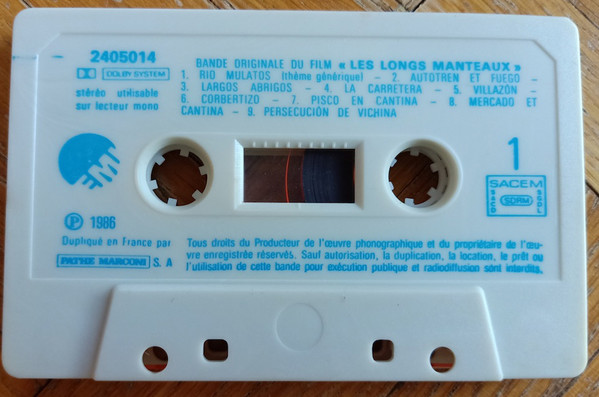 2405014
DOLBY SYSTEM
stéréo utilisable
sur lecteur mono
BANDE ORIGINALE DU FILM « LES LONGS MANTEAUX »
1. RIO MULATOS (thème générique) – 2. AUTOTREN ET FUEGO –
3. LARGOS ABRIGOS – 4. LA CARRETERA – 5. VILLAZÓN –
6. CORBERTIZO – 7. PISCO EN CANTINA – 8. MERCADO ET
CANTINA – 9. PERSECUCIÓN DE VICHINA
EMI
1
SACEM
SACD SDRM SGDL
Ⓟ 1986
Dupliqué en France par
PATHE MARCONI S. A
Tous droits du Producteur de l'œuvre phonographique et du propriétaire de l'œu-
vre enregistrée réservés. Sauf autorisation, la duplication, la location, le prêt ou
l'utilisation de cette bande pour exécution publique et radiodiffusion sont interdits.